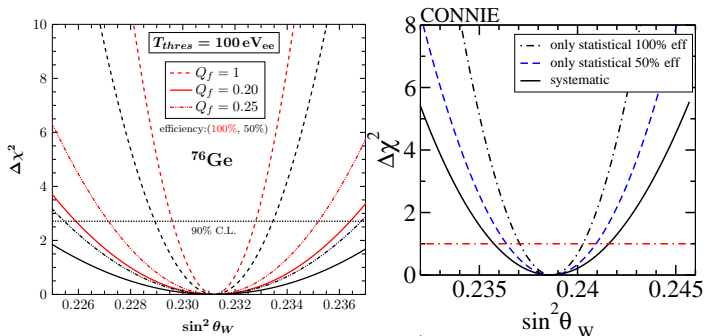 10
8
6
4
2
0
Δχ²
T_thres = 100 eV_ee
Q_f = 1
Q_f = 0.20
Q_f = 0.25
efficiency:(100%, 50%)
⁷⁶Ge
90% C.L.
0.226
0.228
0.230
0.232
0.234
0.236
sin² θ_W
CONNIE
8
6
4
2
0
Δχ²
only statistical 100% eff
only statistical 50% eff
systematic
0.235
0.24
0.245
sin²θ_W